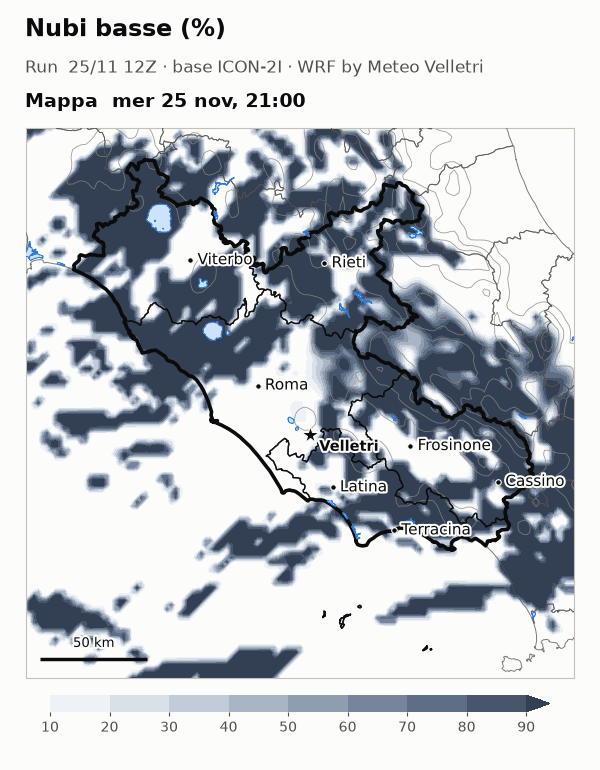 Nubi basse (%)
Run  25/11 12Z · base ICON-2I · WRF by Meteo Velletri
Mappa  mer 25 nov, 21:00
Viterbo
Rieti
Roma
Velletri
Frosinone
Cassino
Latina
Terracina
50 km
10 20 30 40 50 60 70 80 90